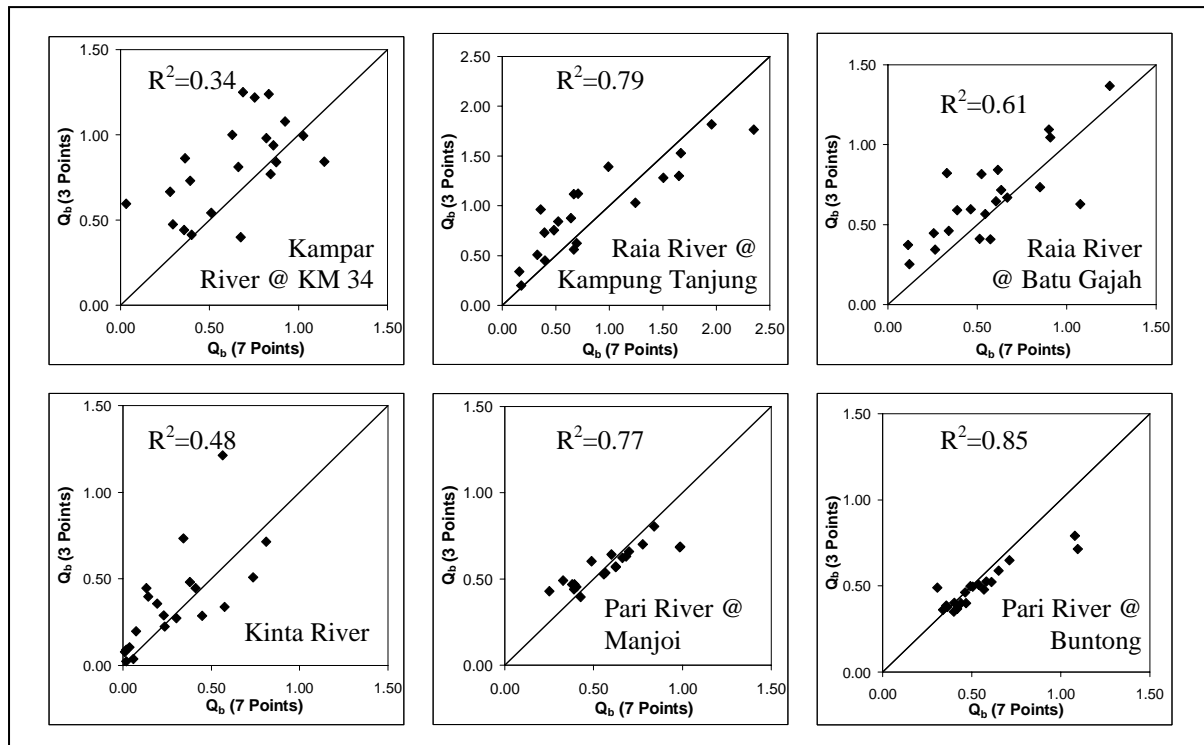 1.50
R²=0.34
1.00
Q_b (3 Points)
0.50
Kampar
River @ KM 34
0.00
0.00 0.50 1.00 1.50
Q_b (7 Points)
2.50
R²=0.79
2.00
1.50
Q_b (3 Points)
1.00
0.50
Raia River @
Kampung Tanjung
0.00
0.00 0.50 1.00 1.50 2.00 2.50
Q_b (7 Points)
1.50
R²=0.61
1.00
Q_b (3 Points)
0.50
Raia River
@ Batu Gajah
0.00
0.00 0.50 1.00 1.50
Q_b (7 Points)
1.50
R²=0.48
1.00
Q_b (3 Points)
0.50
Kinta River
0.00
0.00 0.50 1.00 1.50
Q_b (7 Points)
1.50
R²=0.77
1.00
Q_b (3 Points)
0.50
Pari River @
Manjoi
0.00
0.00 0.50 1.00 1.50
Q_b (7 Points)
1.50
R²=0.85
1.00
Q_b (3 Points)
0.50
Pari River @
Buntong
0.00
0.00 0.50 1.00 1.50
Q_b (7 Points)